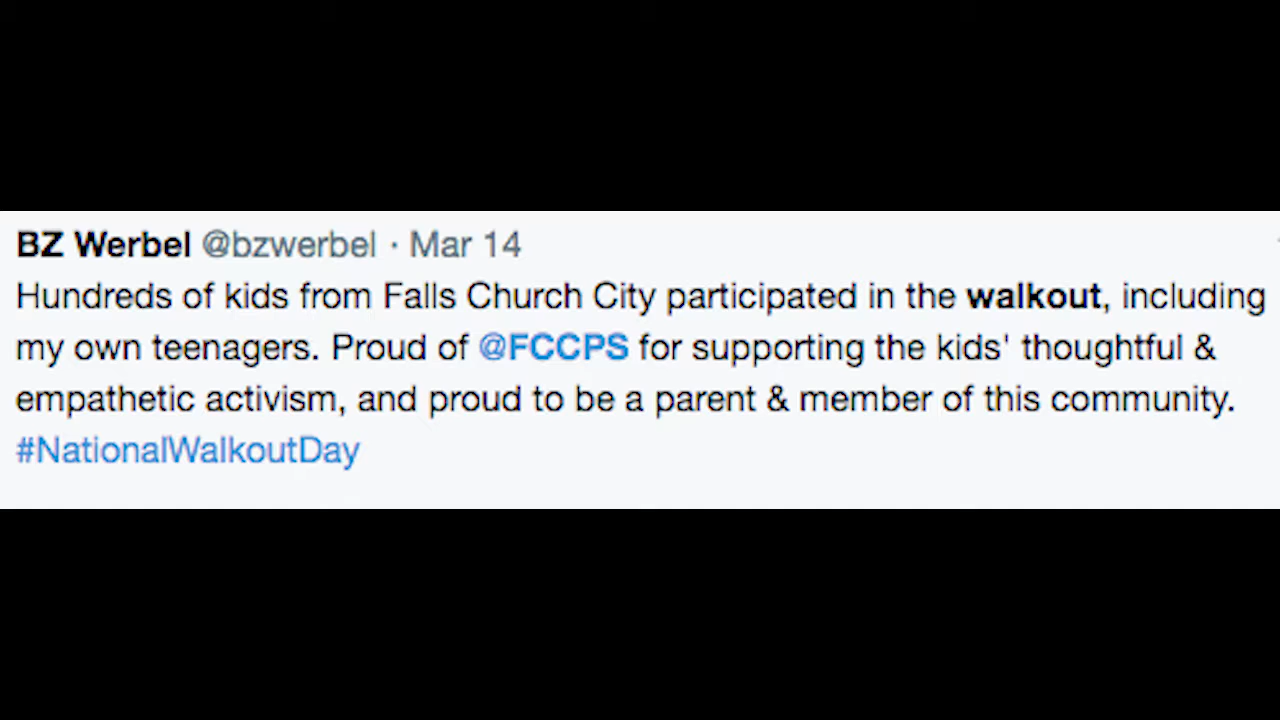 BZ Werbel @bzwerbel · Mar 14
Hundreds of kids from Falls Church City participated in the walkout, including
my own teenagers. Proud of @FCCPS for supporting the kids' thoughtful &
empathetic activism, and proud to be a parent & member of this community.
#NationalWalkoutDay